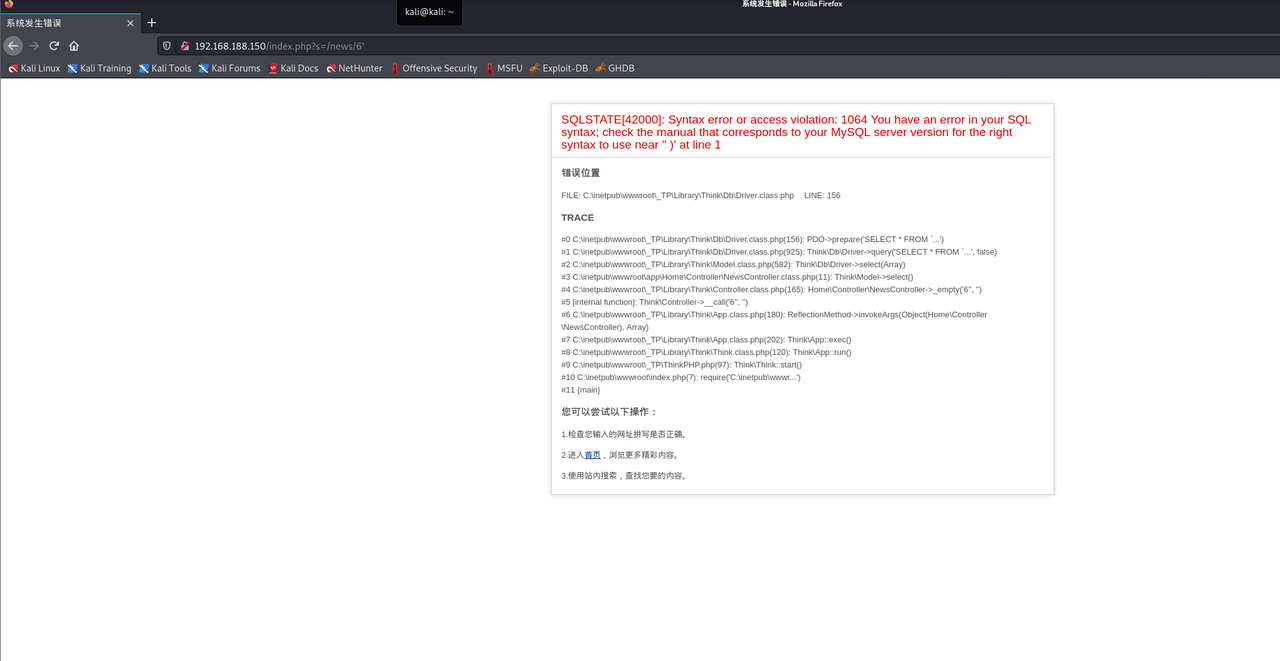 系统发生错误 - Mozilla Firefox
kali@kali: ~
系统发生错误
192.168.188.150/index.php?s=/news/6'
Kali Linux Kali Training Kali Tools Kali Forums Kali Docs NetHunter Offensive Security MSFU Exploit-DB GHDB
SQLSTATE[42000]: Syntax error or access violation: 1064 You have an error in your SQL
syntax; check the manual that corresponds to your MySQL server version for the right
syntax to use near '' )' at line 1
错误位置
FILE: C:\inetpub\wwwroot\_TP\Library\Think\Db\Driver.class.php LINE: 156
TRACE
#0 C:\inetpub\wwwroot\_TP\Library\Think\Db\Driver.class.php(156): PDO->prepare('SELECT * FROM `...')
#1 C:\inetpub\wwwroot\_TP\Library\Think\Db\Driver.class.php(925): Think\Db\Driver->query('SELECT * FROM `...', false)
#2 C:\inetpub\wwwroot\_TP\Library\Think\Model.class.php(582): Think\Db\Driver->select(Array)
#3 C:\inetpub\wwwroot\app\Home\Controller\NewsController.class.php(11): Think\Model->select()
#4 C:\inetpub\wwwroot\_TP\Library\Think\Controller.class.php(165): Home\Controller\NewsController->_empty('6'', '')
#5 [internal function]: Think\Controller->__call('6'', '')
#6 C:\inetpub\wwwroot\_TP\Library\Think\App.class.php(180): ReflectionMethod->invokeArgs(Object(Home\Controller
\NewsController), Array)
#7 C:\inetpub\wwwroot\_TP\Library\Think\App.class.php(202): Think\App::exec()
#8 C:\inetpub\wwwroot\_TP\Library\Think\Think.class.php(120): Think\App::run()
#9 C:\inetpub\wwwroot\_TP\ThinkPHP.php(97): Think\Think::start()
#10 C:\inetpub\wwwroot\index.php(7): require('C:\inetpub\wwwr...')
#11 {main}
您可以尝试以下操作：
1.检查您输入的网址拼写是否正确。
2.进入首页，浏览更多精彩内容。
3.使用站内搜索，查找您要的内容。